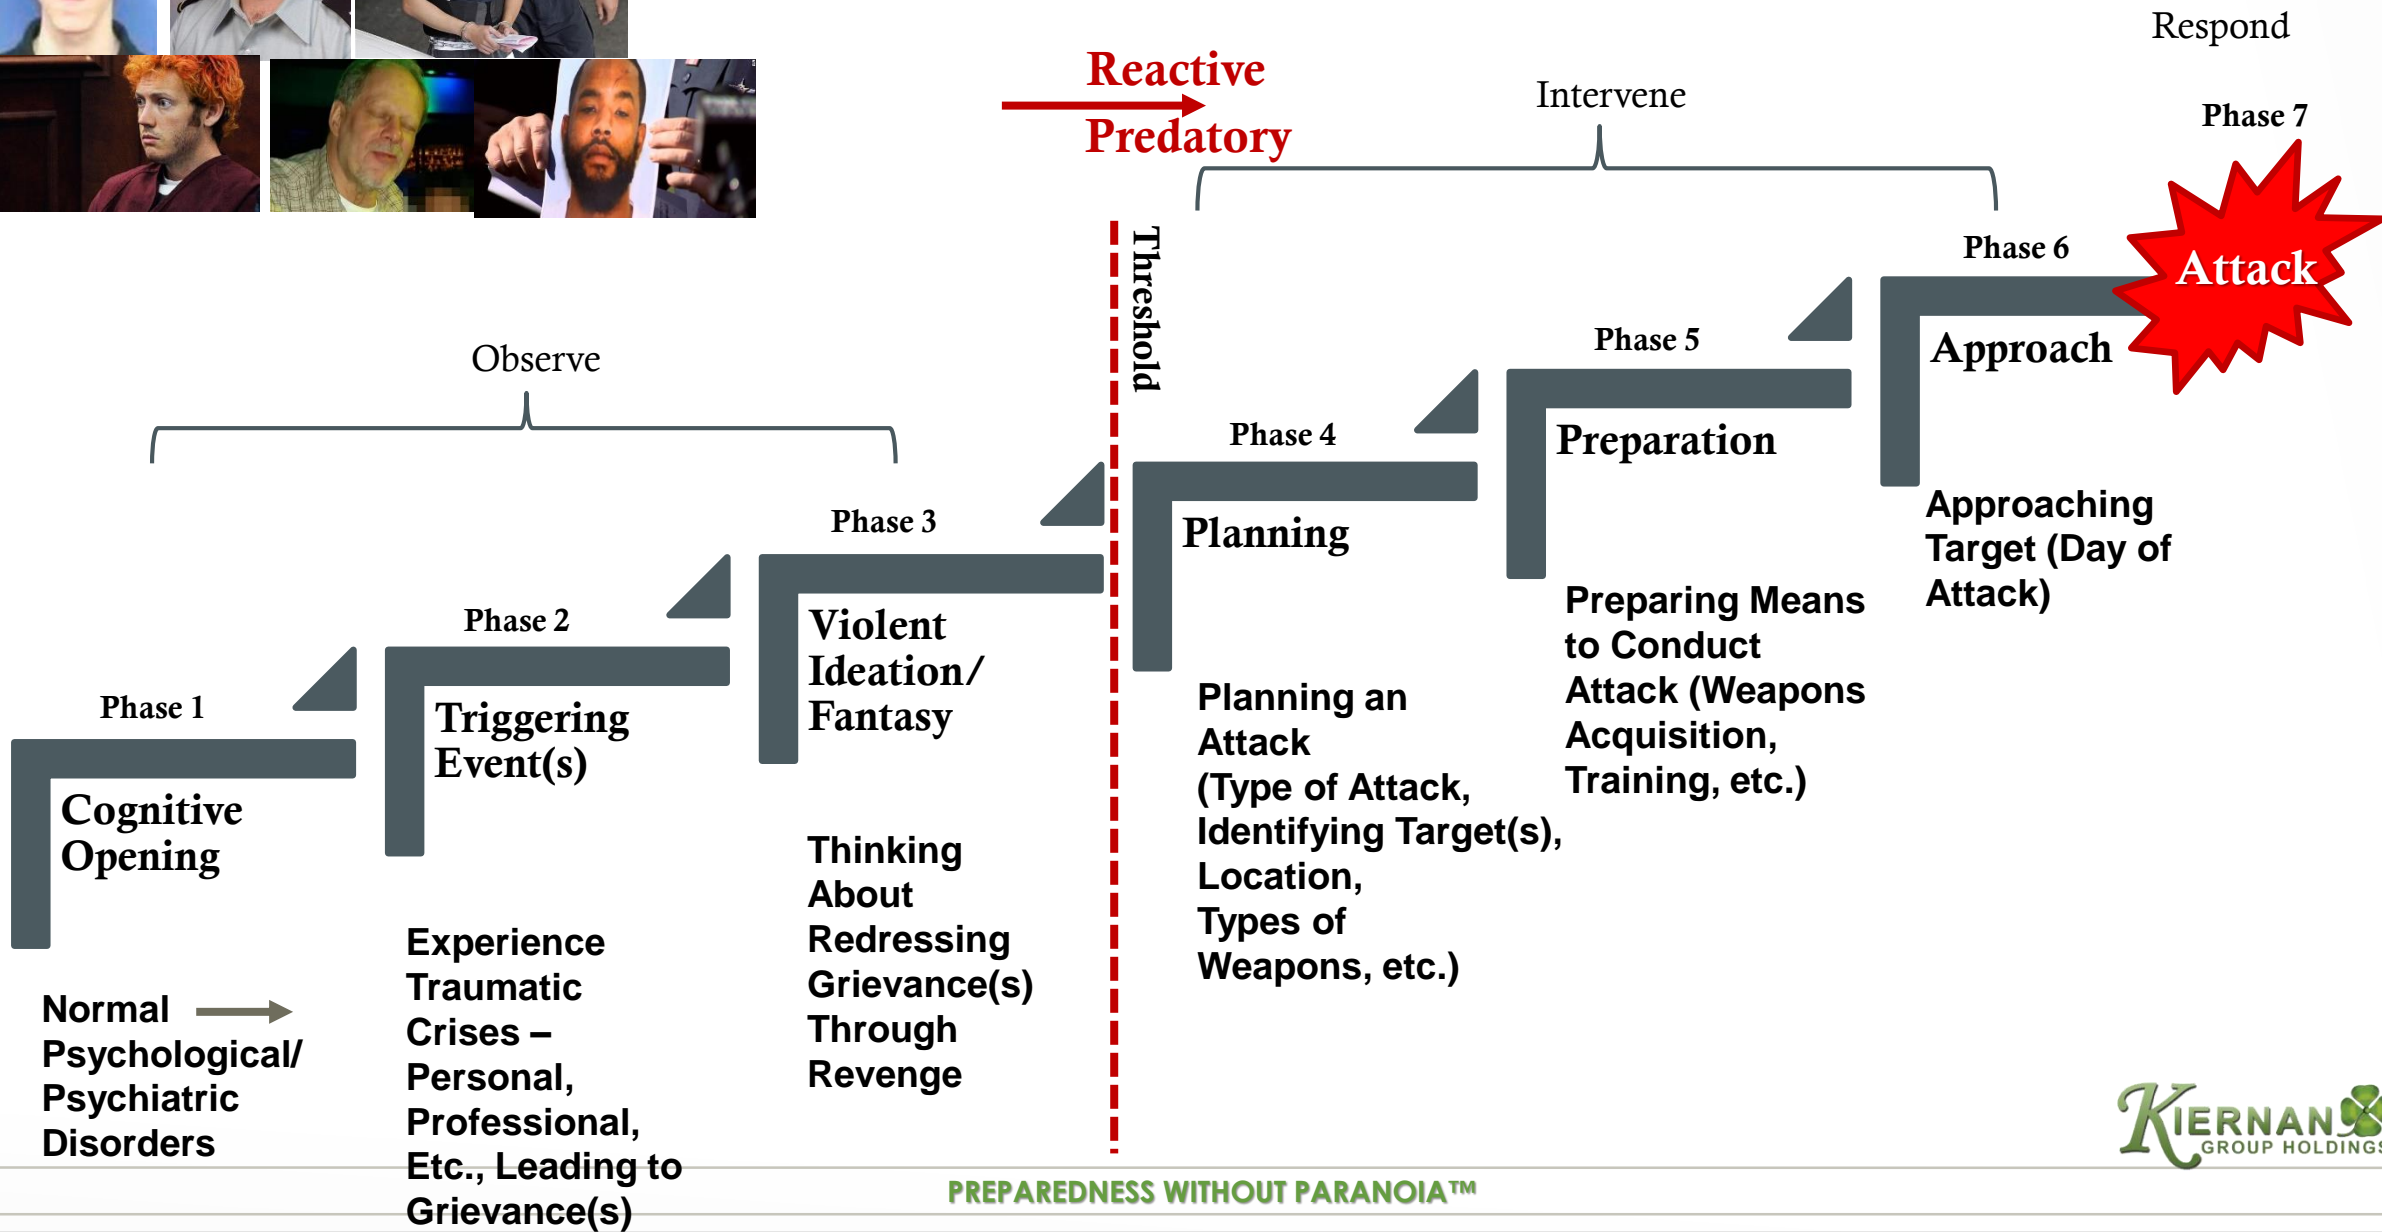 Respond
Reactive
Predatory
Intervene
Phase 7
Attack
Threshold
Phase 6
Approach
Approaching
Target (Day of
Attack)
Observe
Phase 5
Preparation
Preparing Means
to Conduct
Attack (Weapons
Acquisition,
Training, etc.)
Phase 4
Planning
Planning an
Attack
(Type of Attack,
Identifying Target(s),
Location,
Types of
Weapons, etc.)
Phase 3
Violent
Ideation/
Fantasy
Thinking
About
Redressing
Grievance(s)
Through
Revenge
Phase 2
Triggering
Event(s)
Experience
Traumatic
Crises –
Personal,
Professional,
Etc., Leading to
Grievance(s)
Phase 1
Cognitive
Opening
Normal
Psychological/
Psychiatric
Disorders
KIERNAN
GROUP HOLDINGS
PREPAREDNESS WITHOUT PARANOIA™